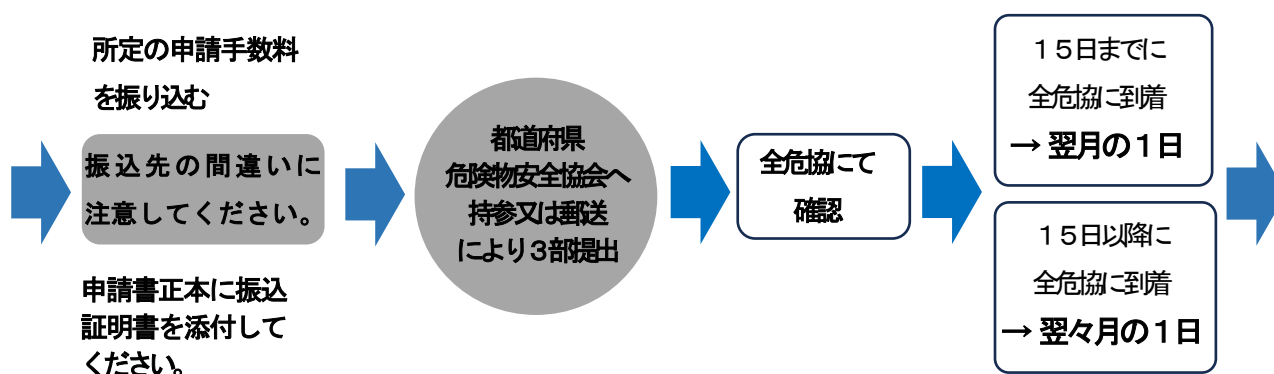 所定の申請手数料
を振り込む
振込先の間違いに
注意してください。
申請書正本に振込
証明書を添付して
ください。
都道府県
危険物安全協会へ
持参又は郵送
により３部提出
全危協にて
確認
１５日までに
全危協に到着
→ 翌月の１日
１５日以降に
全危協に到着
→ 翌々月の１日